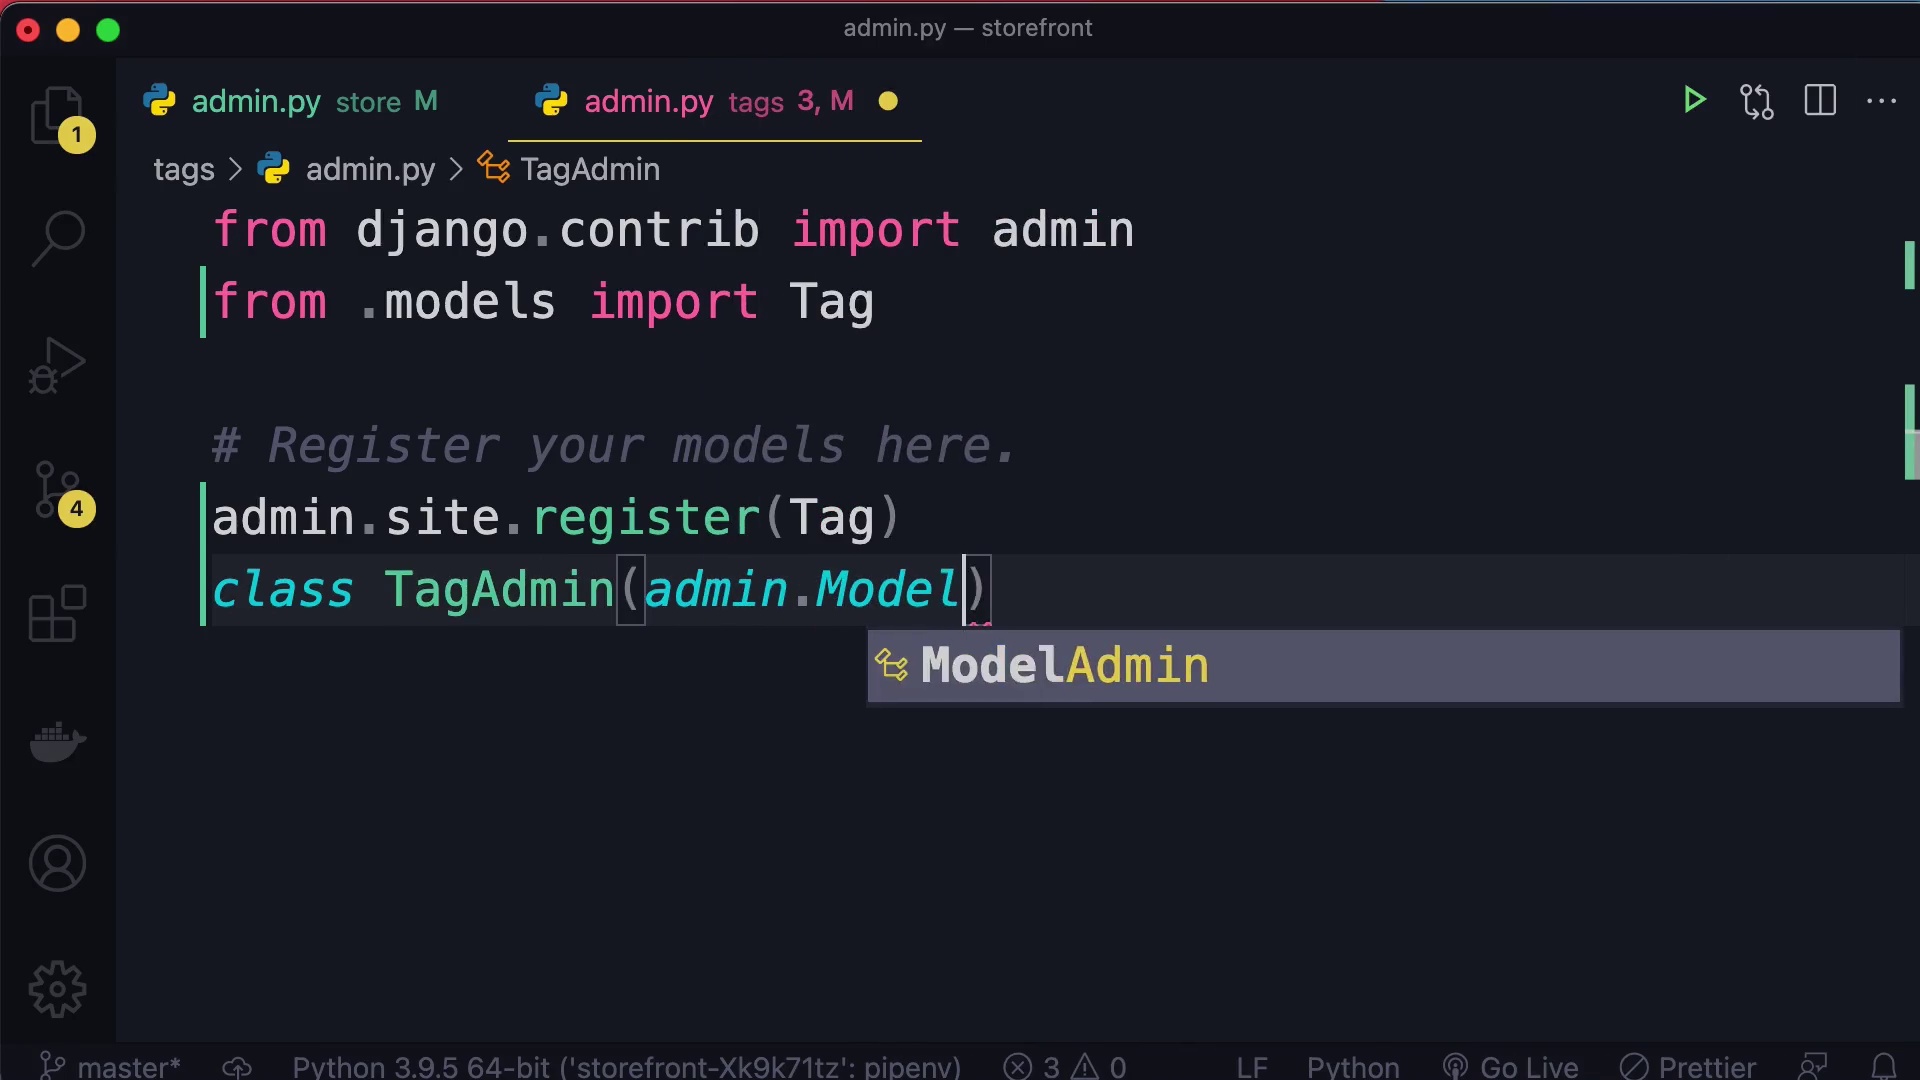 admin.py — storefront
admin.py store M
admin.py tags 3, M
1
tags > admin.py > TagAdmin
from django.contrib import admin
from .models import Tag
# Register your models here.
admin.site.register(Tag)
4
class TagAdmin(admin.Model)
ModelAdmin
master* Python 3.9.5 64-bit ('storefront-Xk9k71tz': pipenv) 3 0 LF Python Go Live Prettier